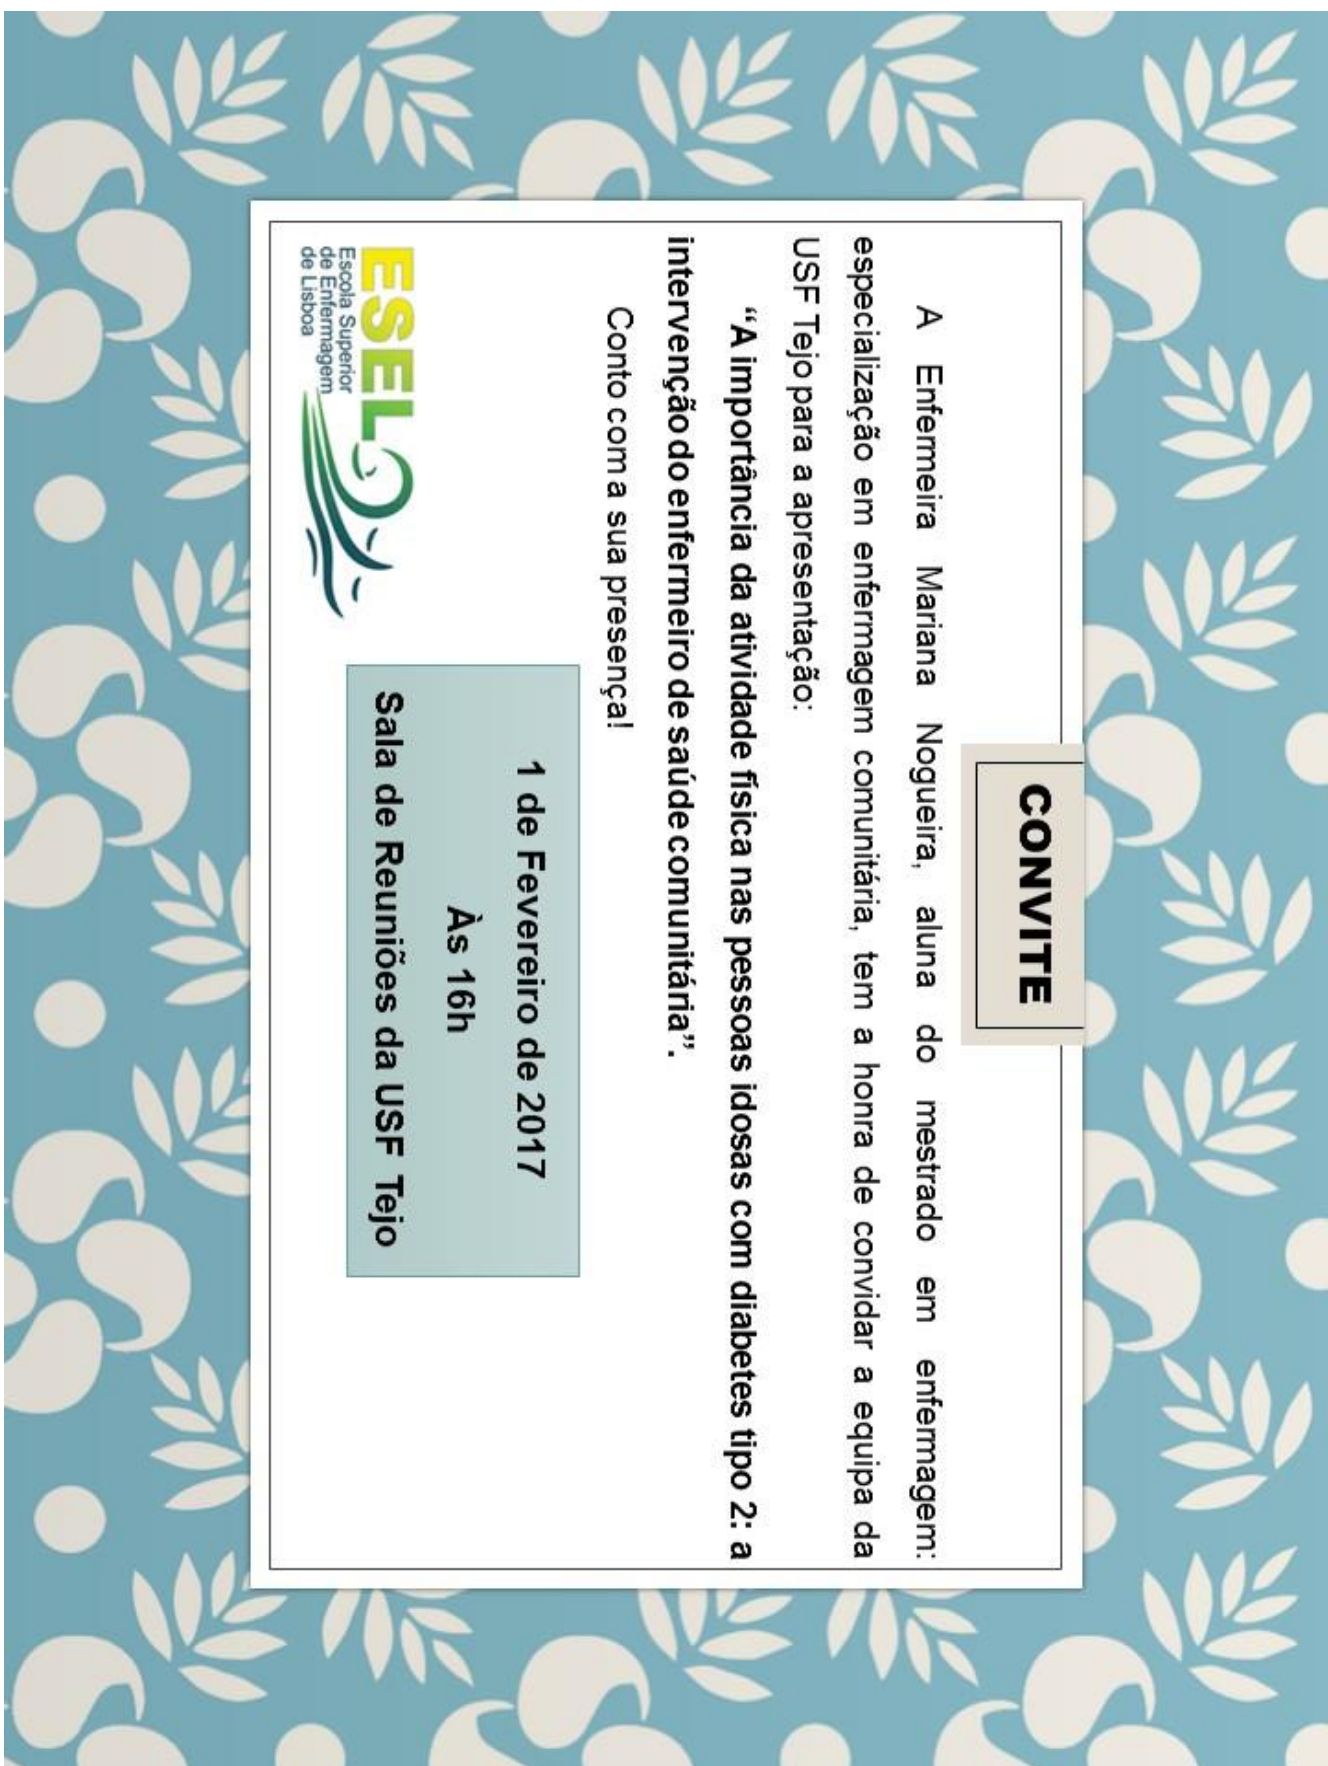 CONVITE
A Enfermeira Mariana Nogueira, aluna do mestrado em enfermagem:
especialização em enfermagem comunitária, tem a honra de convidar a equipa da
USF Tejo para a apresentação:
“A importância da atividade física nas pessoas idosas com diabetes tipo 2: a
intervenção do enfermeiro de saúde comunitária”.
Conto com a sua presença!
1 de Fevereiro de 2017
Às 16h
Sala de Reuniões da USF Tejo
ESEL
Escola Superior
de Enfermagem
de Lisboa